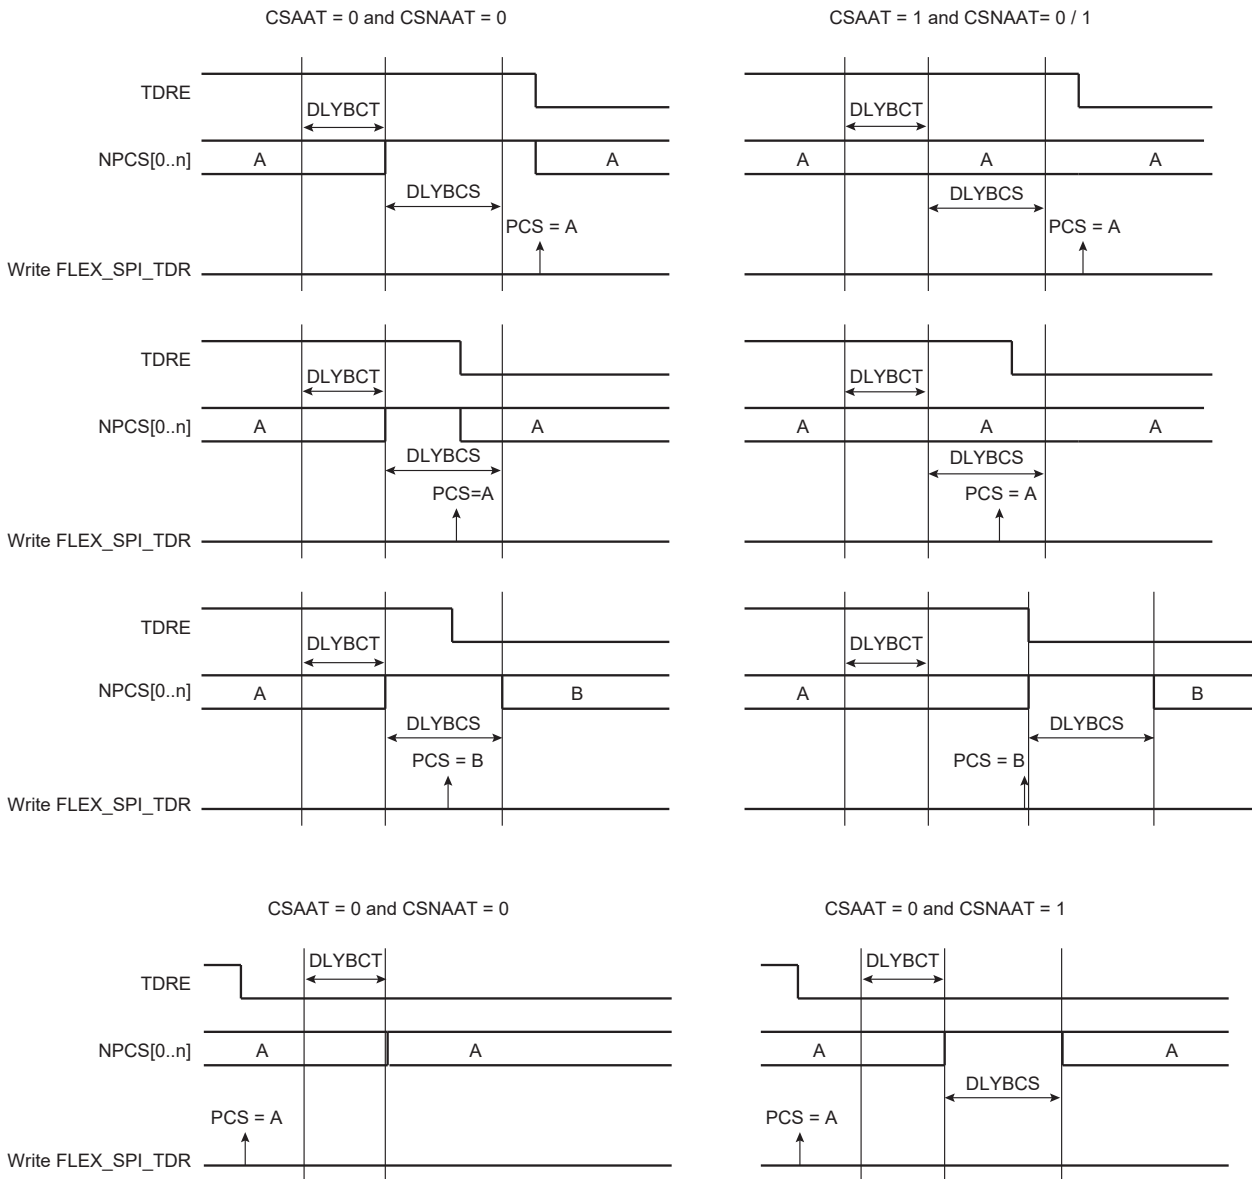 CSAAT = 0 and CSNAAT = 0
CSAAT = 1 and CSNAAT= 0 / 1
TDRE
DLYBCT
DLYBCT
NPCS[0..n]
A
A
A
A
A
DLYBCS
DLYBCS
PCS = A
PCS = A
Write FLEX_SPI_TDR
TDRE
DLYBCT
DLYBCT
NPCS[0..n]
A
A
A
A
A
DLYBCS
DLYBCS
PCS=A
PCS = A
Write FLEX_SPI_TDR
TDRE
DLYBCT
DLYBCT
NPCS[0..n]
A
B
A
B
DLYBCS
DLYBCS
PCS = B
PCS = B
Write FLEX_SPI_TDR
CSAAT = 0 and CSNAAT = 0
CSAAT = 0 and CSNAAT = 1
DLYBCT
DLYBCT
TDRE
NPCS[0..n]
A
A
A
A
DLYBCS
PCS = A
PCS = A
Write FLEX_SPI_TDR